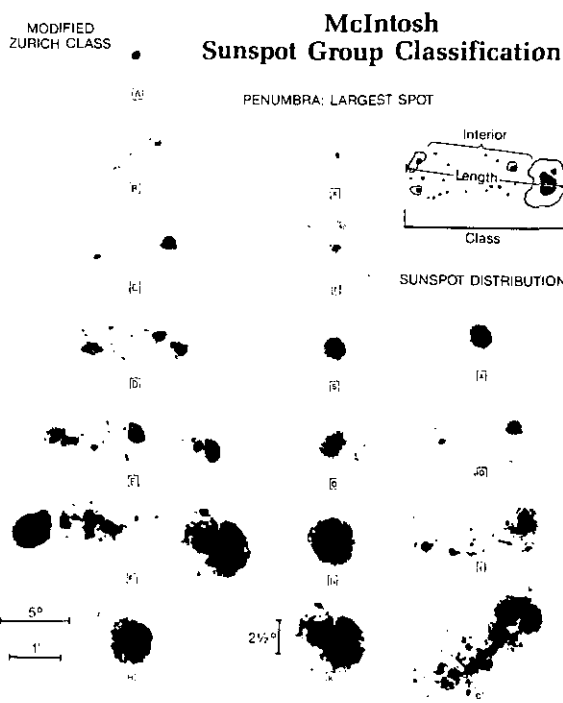 MODIFIED
ZURICH CLASS
McIntosh
Sunspot Group Classification
PENUMBRA: LARGEST SPOT
Interior
Length
Class
SUNSPOT DISTRIBUTION
[A]
[B]
[X]
[C]
[D]
[S]
[E]
[F]
[H]
[K]
5°
1'
2½°